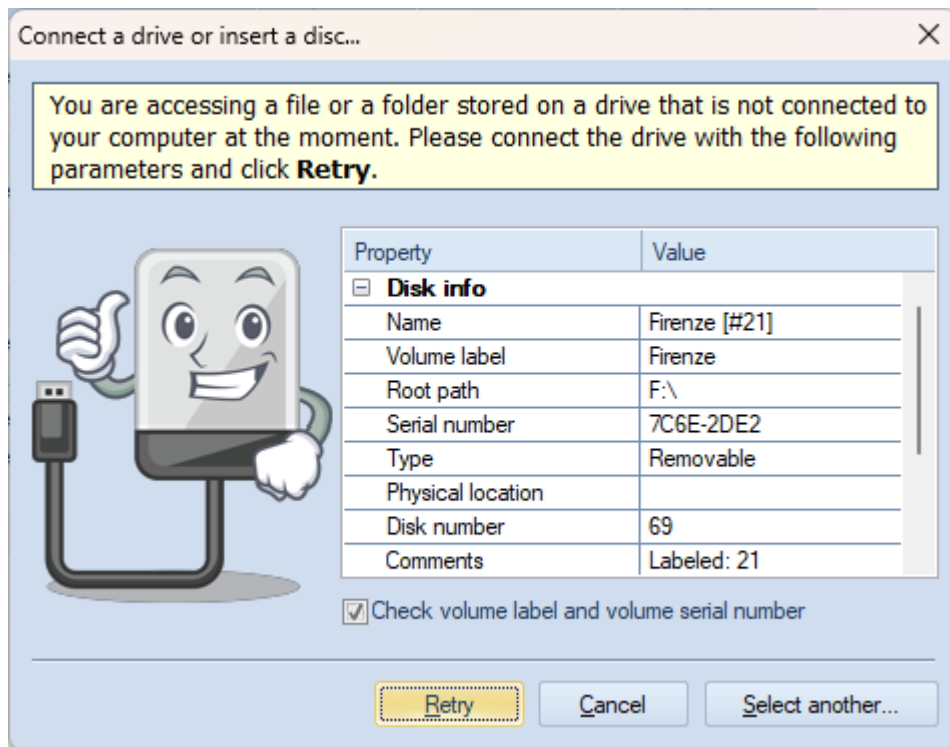 Connect a drive or insert a disc...
You are accessing a file or a folder stored on a drive that is not connected to
your computer at the moment. Please connect the drive with the following
parameters and click Retry.
Property Value
Disk info
Name Firenze [#21]
Volume label Firenze
Root path F:\
Serial number 7C6E-2DE2
Type Removable
Physical location
Disk number 69
Comments Labeled: 21
Check volume label and volume serial number
Retry Cancel Select another...